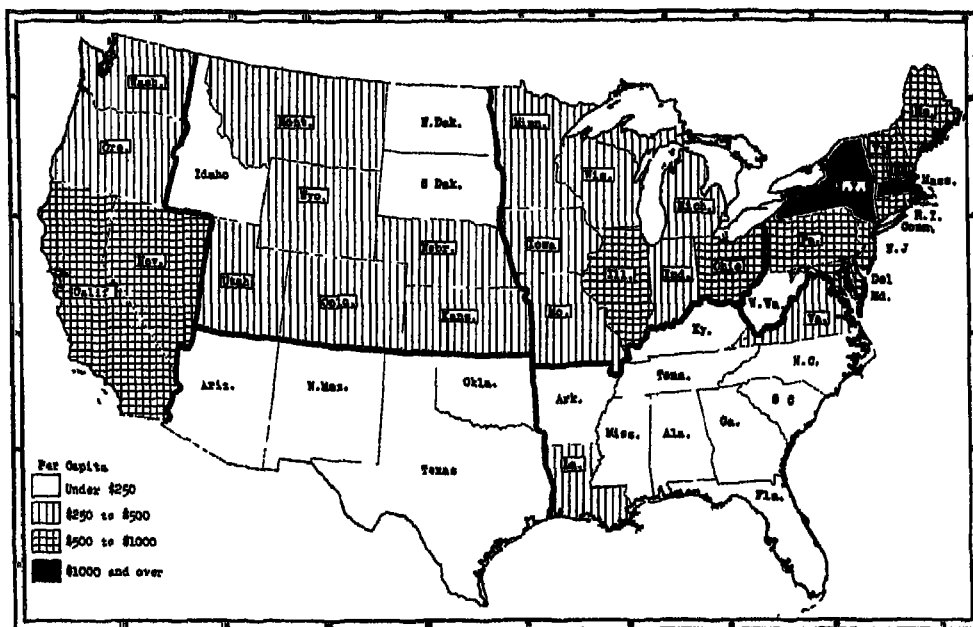 Wash.
Mont.
N.Dak.
Minn.
Me.
Ore.
Idaho
S Dak.
Wis.
Mich.
N.Y.
Mass.
R.I.
Conn.
N.J
Wyo.
Nebr.
Iowa
Pa.
Nev.
Utah
Ill.
Ind.
Ohio
Del
Md.
Calif
Colo.
Kans.
Mo.
W.Va.
Va.
Ky.
Ariz.
N.Mex.
Okla.
Ark.
Tenn.
N.C.
S C
Miss.
Ala.
Ga.
Texas
La.
Fla.
Per Capita
Under $250
$250 to $500
$500 to $1000
$1000 and over